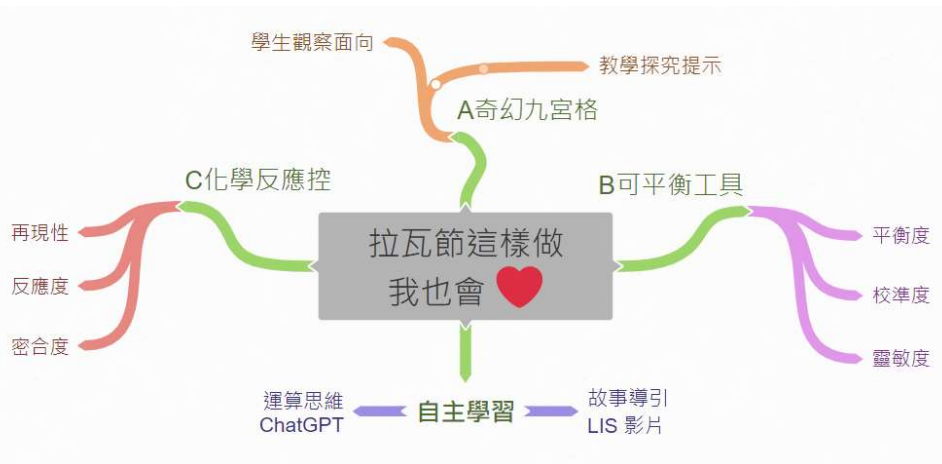 學生觀察面向
教學探究提示
A奇幻九宮格
C化學反應控
B可平衡工具
再現性
反應度
密合度
拉瓦節這樣做
我也會
平衡度
校準度
靈敏度
運算思維
ChatGPT
自主學習
故事導引
LIS 影片